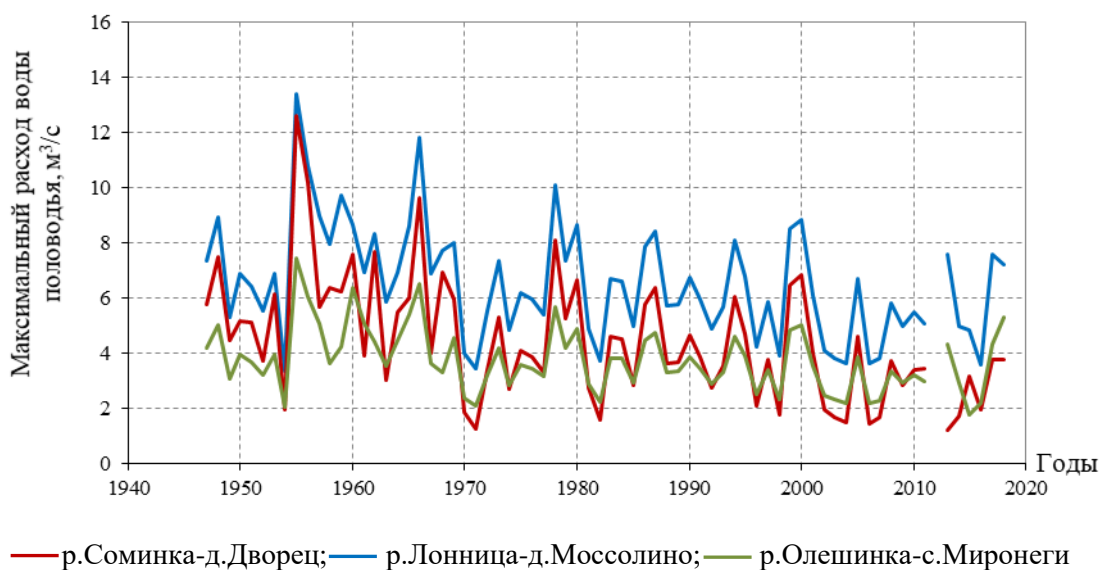 Максимальный расход воды
половодья, м³/с
16
14
12
10
8
6
4
2
0
1940 1950 1960 1970 1980 1990 2000 2010 2020
Годы
р.Соминка-д.Дворец; р.Лонница-д.Моссолино; р.Олешинка-с.Миронеги